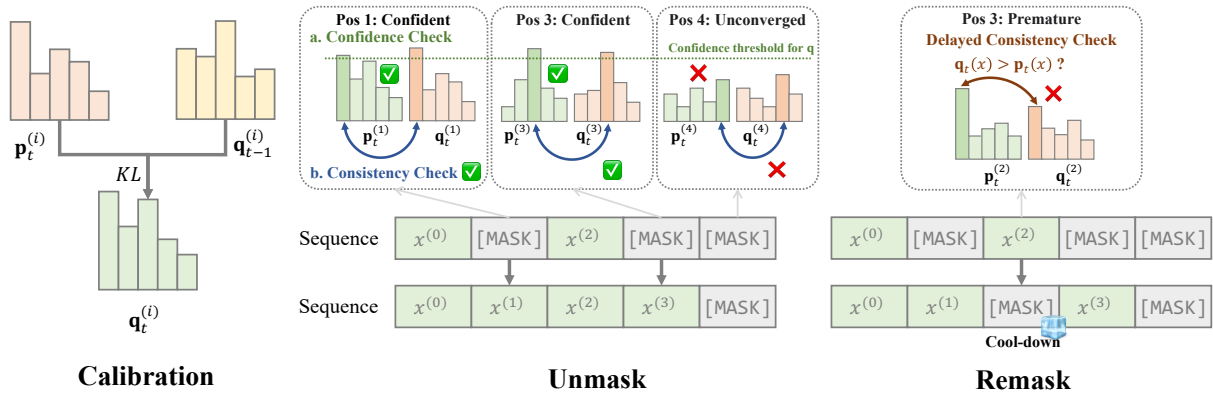 p_t^(i)
q_{t-1}^(i)
KL
q_t^(i)
Calibration
Pos 1: Confident
a. Confidence Check
p_t^(1)
q_t^(1)
b. Consistency Check
Pos 3: Confident
p_t^(3)
q_t^(3)
Pos 4: Unconverged
Confidence threshold for q
p_t^(4)
q_t^(4)
Sequence x^(0) [MASK] x^(2) [MASK] [MASK]
Sequence x^(0) x^(1) x^(2) x^(3) [MASK]
Unmask
Pos 3: Premature
Delayed Consistency Check
q_t(x) > p_t(x) ?
p_t^(2)
q_t^(2)
x^(0) [MASK] x^(2) [MASK] [MASK]
x^(0) x^(1) [MASK] x^(3) [MASK]
Cool-down
Remask